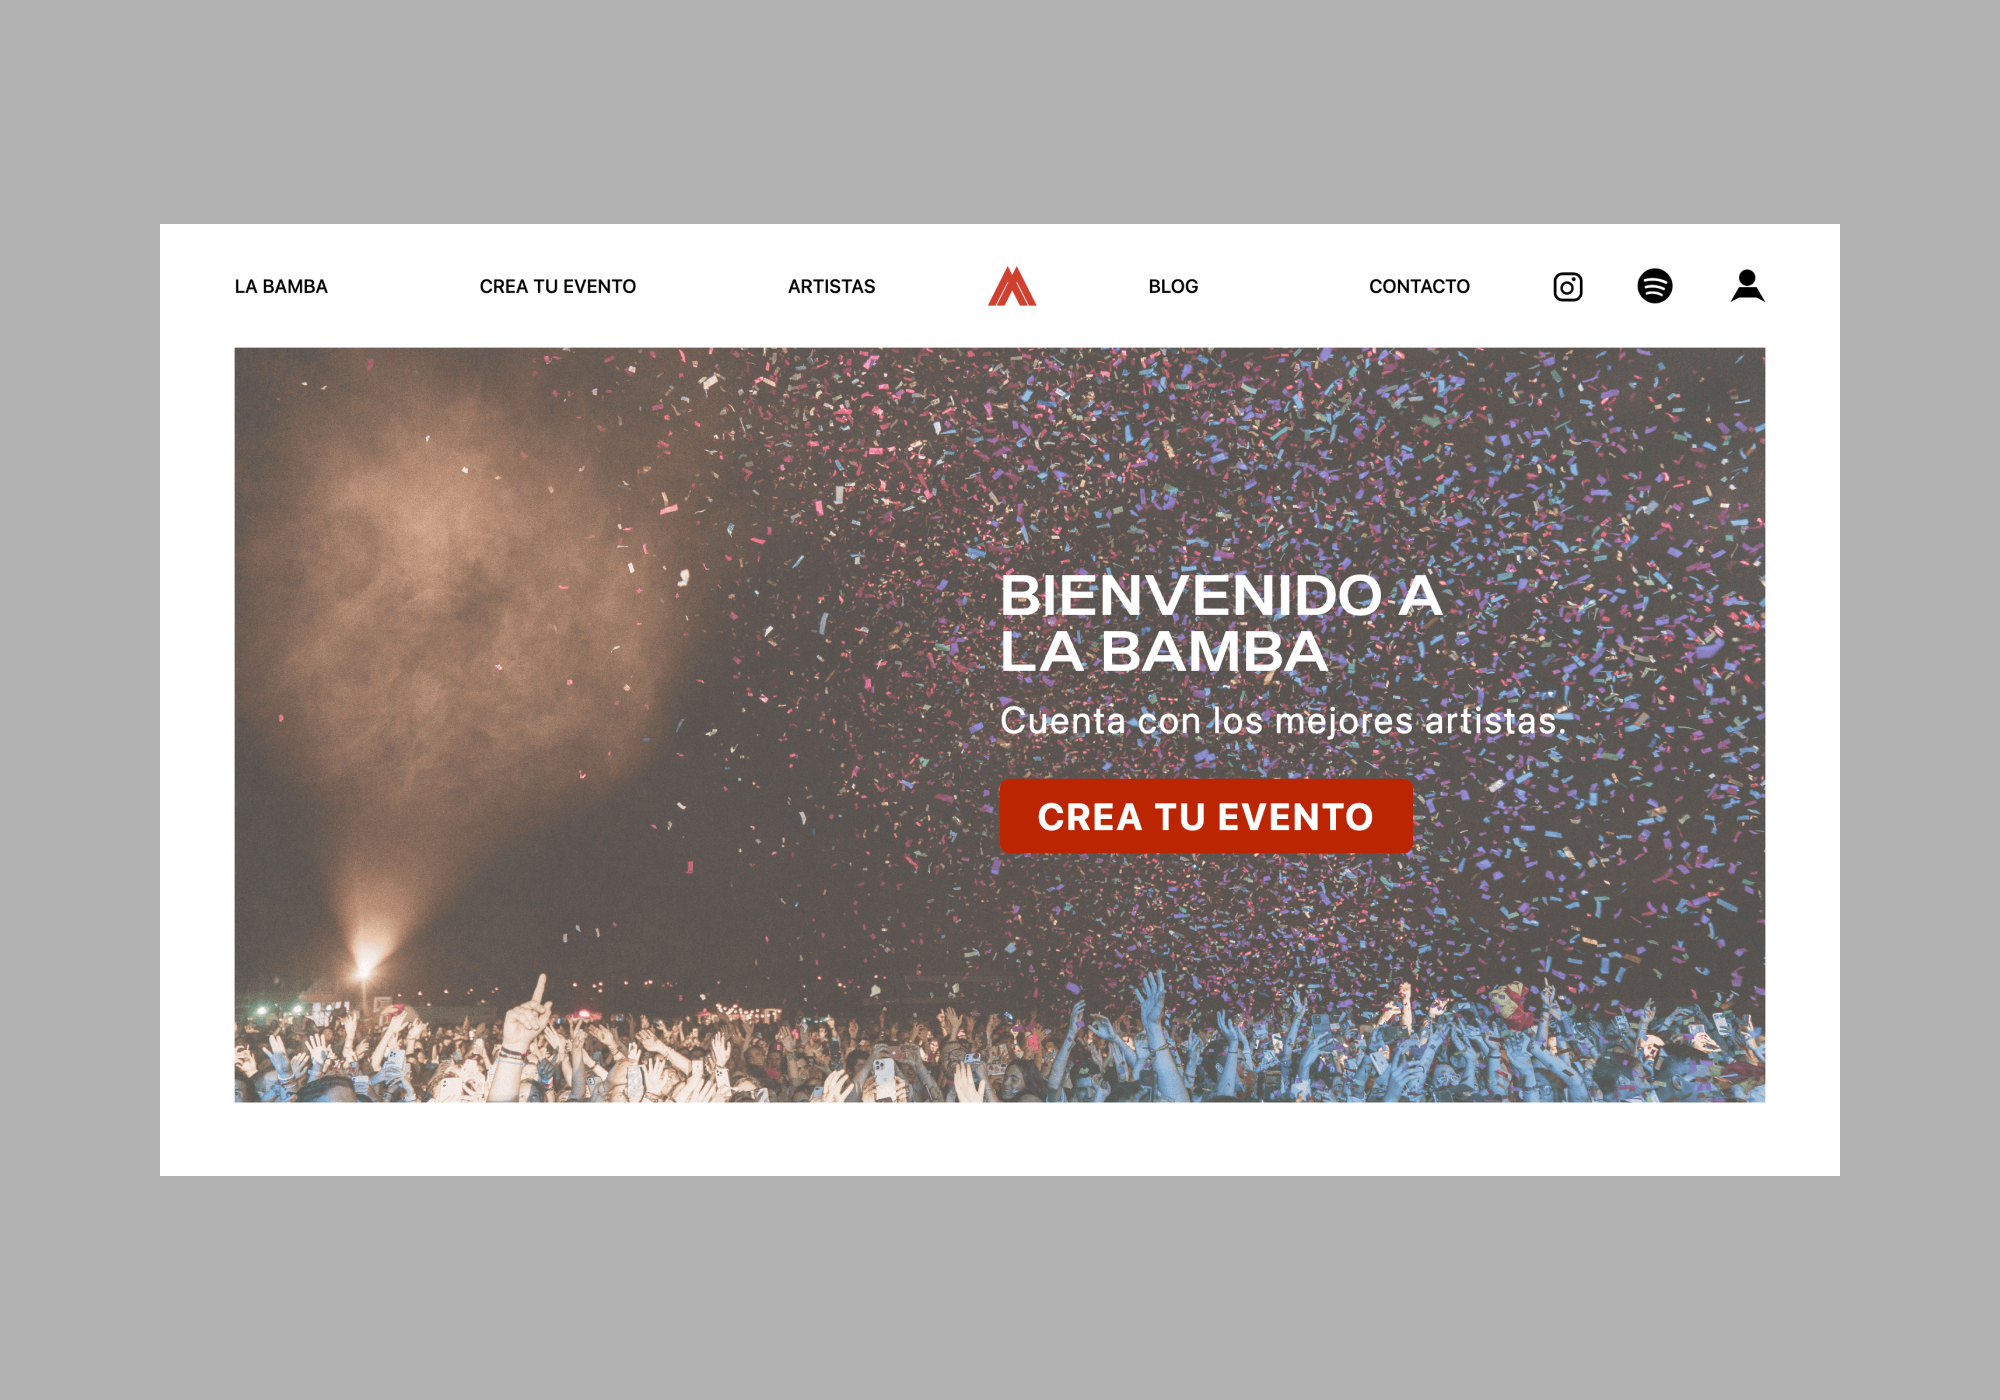 LA BAMBA
CREA TU EVENTO
ARTISTAS
BLOG
CONTACTO
BIENVENIDO A
LA BAMBA
Cuenta con los mejores artistas.
CREA TU EVENTO